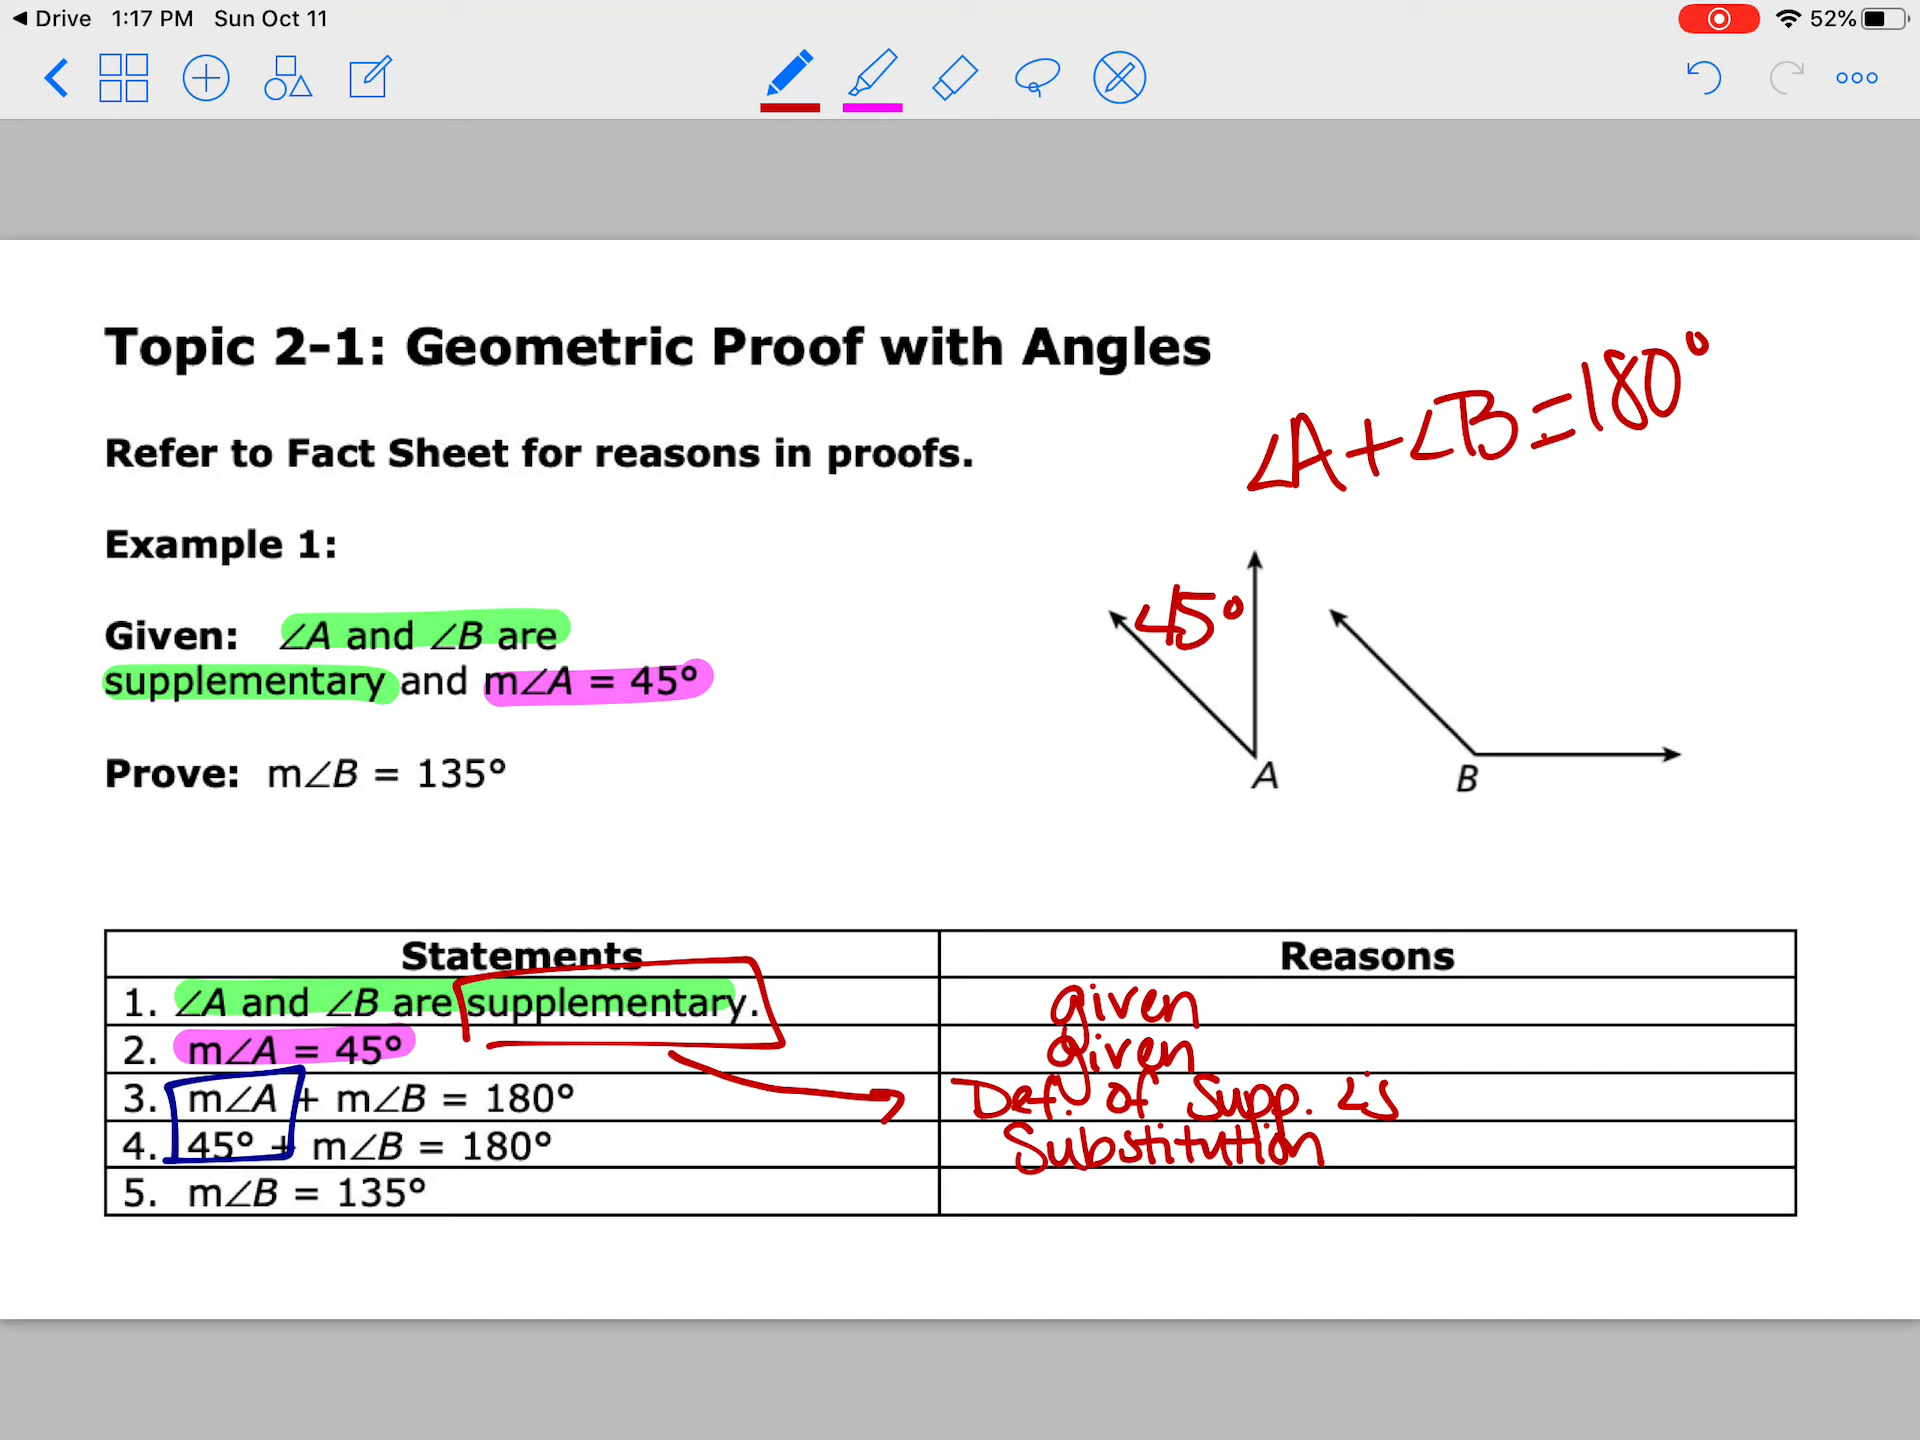 Drive 1:17 PM Sun Oct 11 52%
Topic 2-1: Geometric Proof with Angles
∠A+∠B=180°
Refer to Fact Sheet for reasons in proofs.
Example 1:
45°
Given: ∠A and ∠B are
supplementary and m∠A = 45°
Prove: m∠B = 135°
A B
Statements Reasons
1. ∠A and ∠B are supplementary. given
2. m∠A = 45° given
3. m∠A + m∠B = 180° Def. of Supp. ∠'s
4. 45° + m∠B = 180° Substitution
5. m∠B = 135°